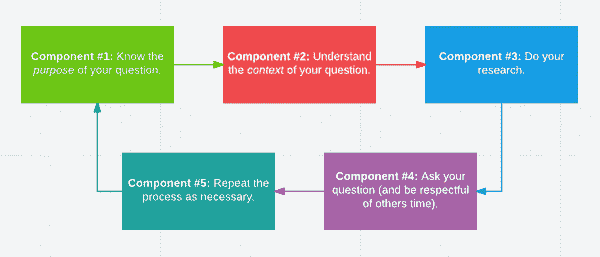 Component #1: Know the
purpose of your question.
Component #2: Understand
the context of your question.
Component #3: Do your
research.
Component #4: Ask your
question (and be respectful
of others time).
Component #5: Repeat the
process as necessary.